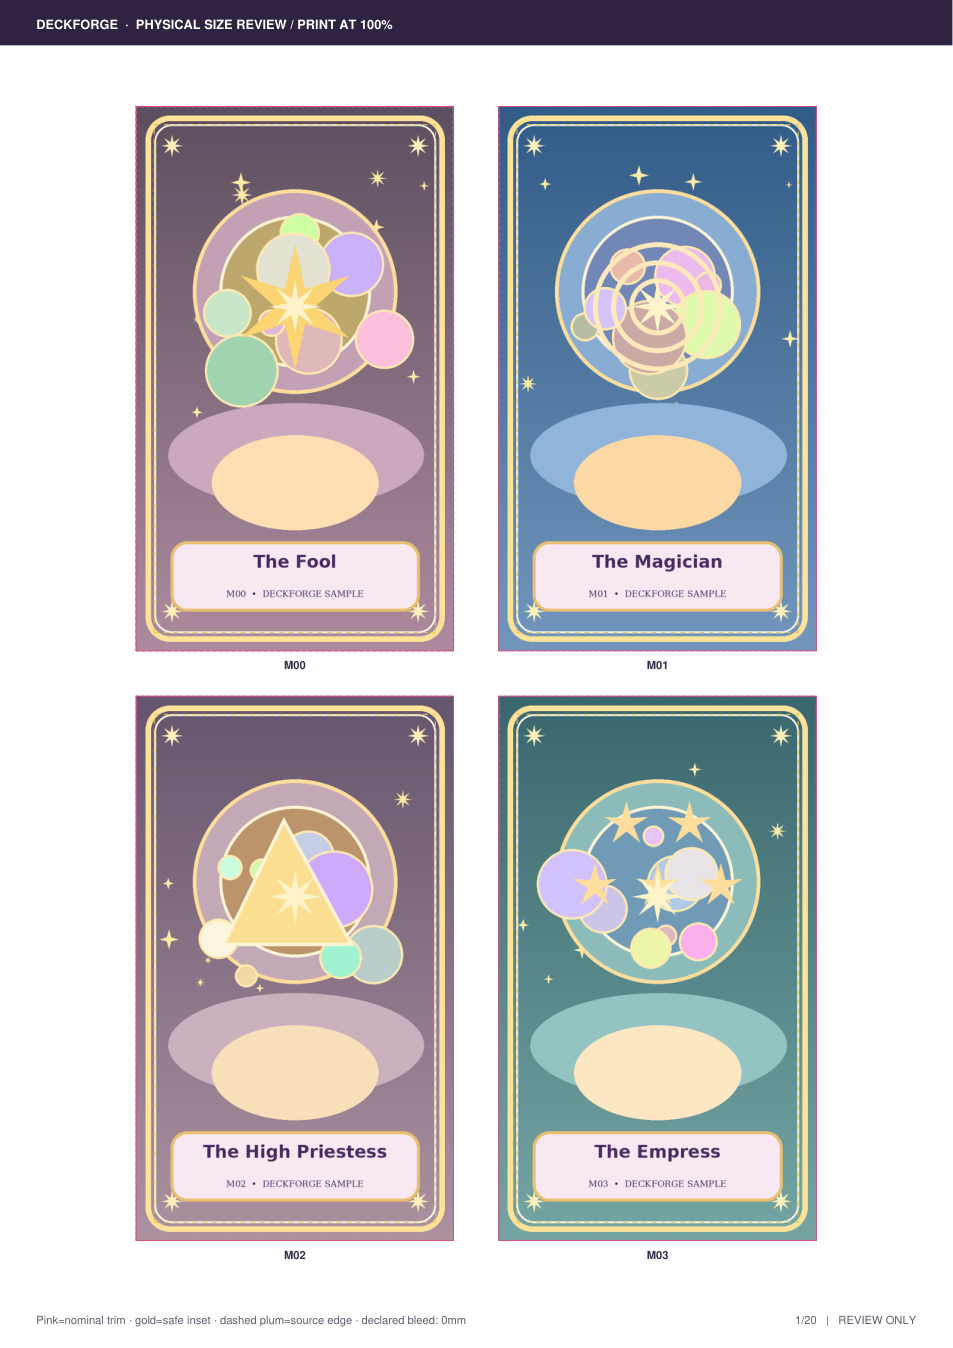 DECKFORGE · PHYSICAL SIZE REVIEW / PRINT AT 100%
The Fool
M00 • DECKFORGE SAMPLE
M00
The Magician
M01 • DECKFORGE SAMPLE
M01
The High Priestess
M02 • DECKFORGE SAMPLE
M02
The Empress
M03 • DECKFORGE SAMPLE
M03
Pink=nominal trim · gold=safe inset · dashed plum=source edge · declared bleed: 0mm
1/20 | REVIEW ONLY